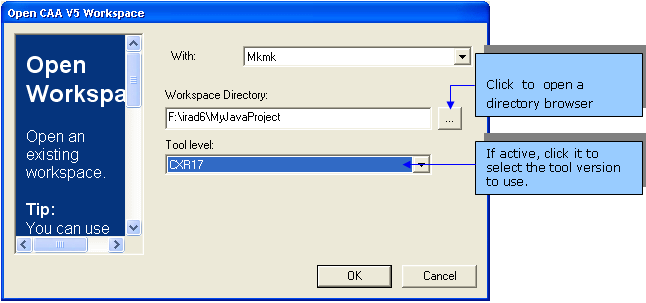 Open CAA V5 Workspace
Open
Workspa
Open an
existing
workspace.
Tip:
You can use
With:
Mkmk
Workspace Directory:
F:\irad6\MyJavaProject
...
Tool level:
CXR17
OK
Cancel
Click to open a
directory browser
If active, click it to
select the tool version
to use.